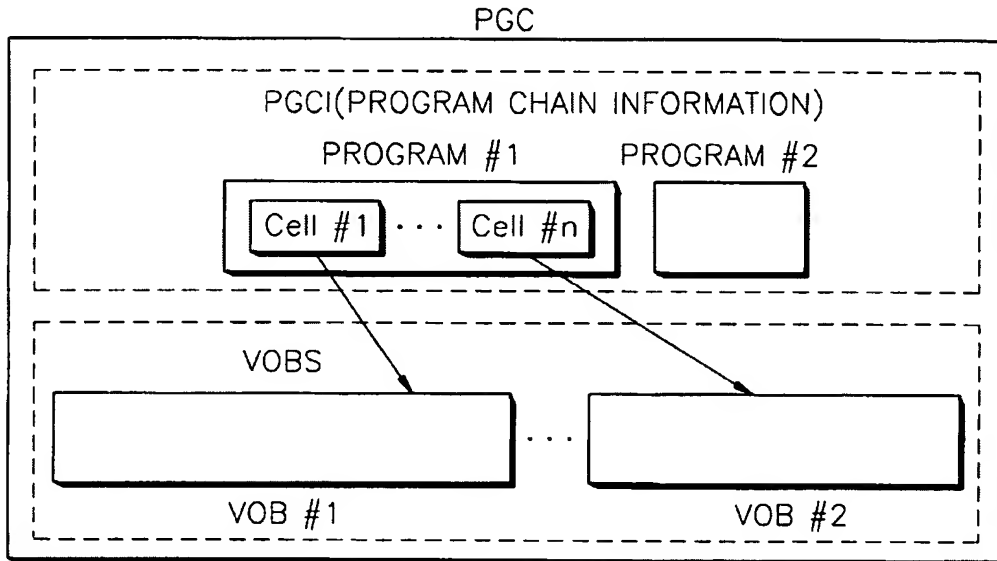 PGC
PGCI(PROGRAM CHAIN INFORMATION)
PROGRAM #1 PROGRAM #2
Cell #1 ··· Cell #n
VOBS
···
VOB #1 VOB #2